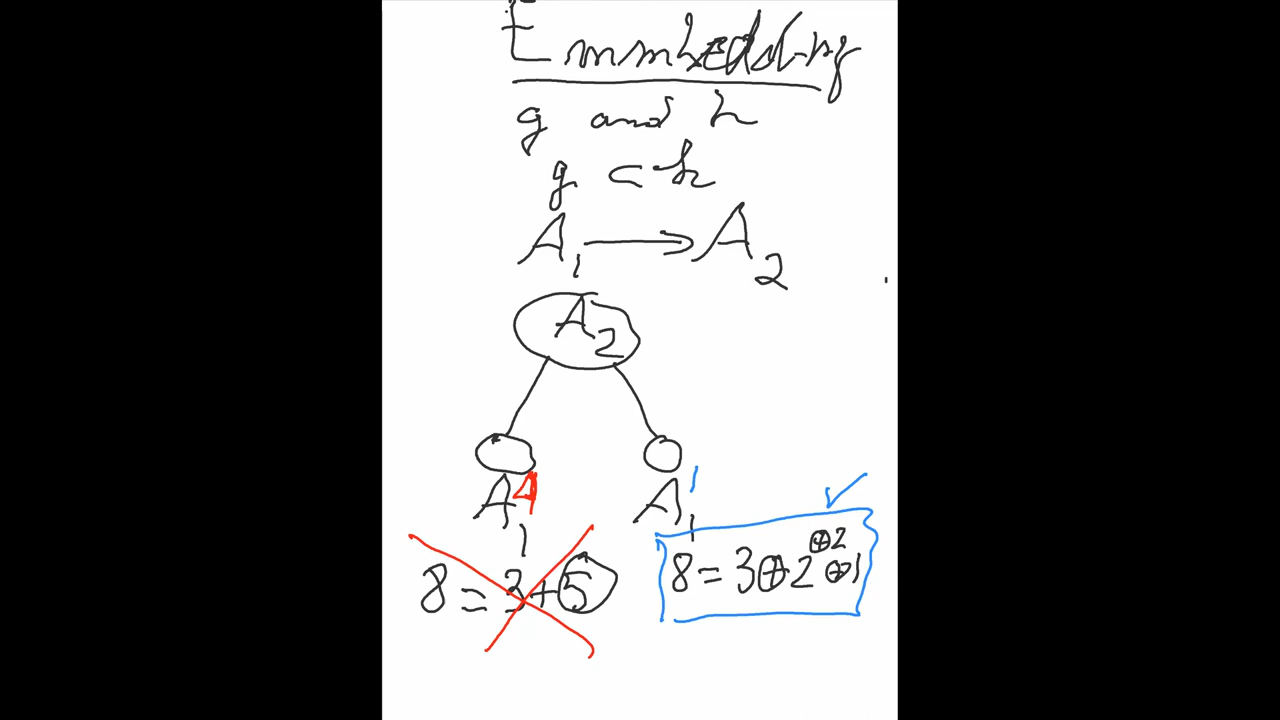 Emmbedding
g and h
g ⊂ h
A₁ → A₂
A₂
A₁⁴ A₁¹
8 = 3 + 5 8 = 3 ⊕ 2^⊕2 ⊕ 1